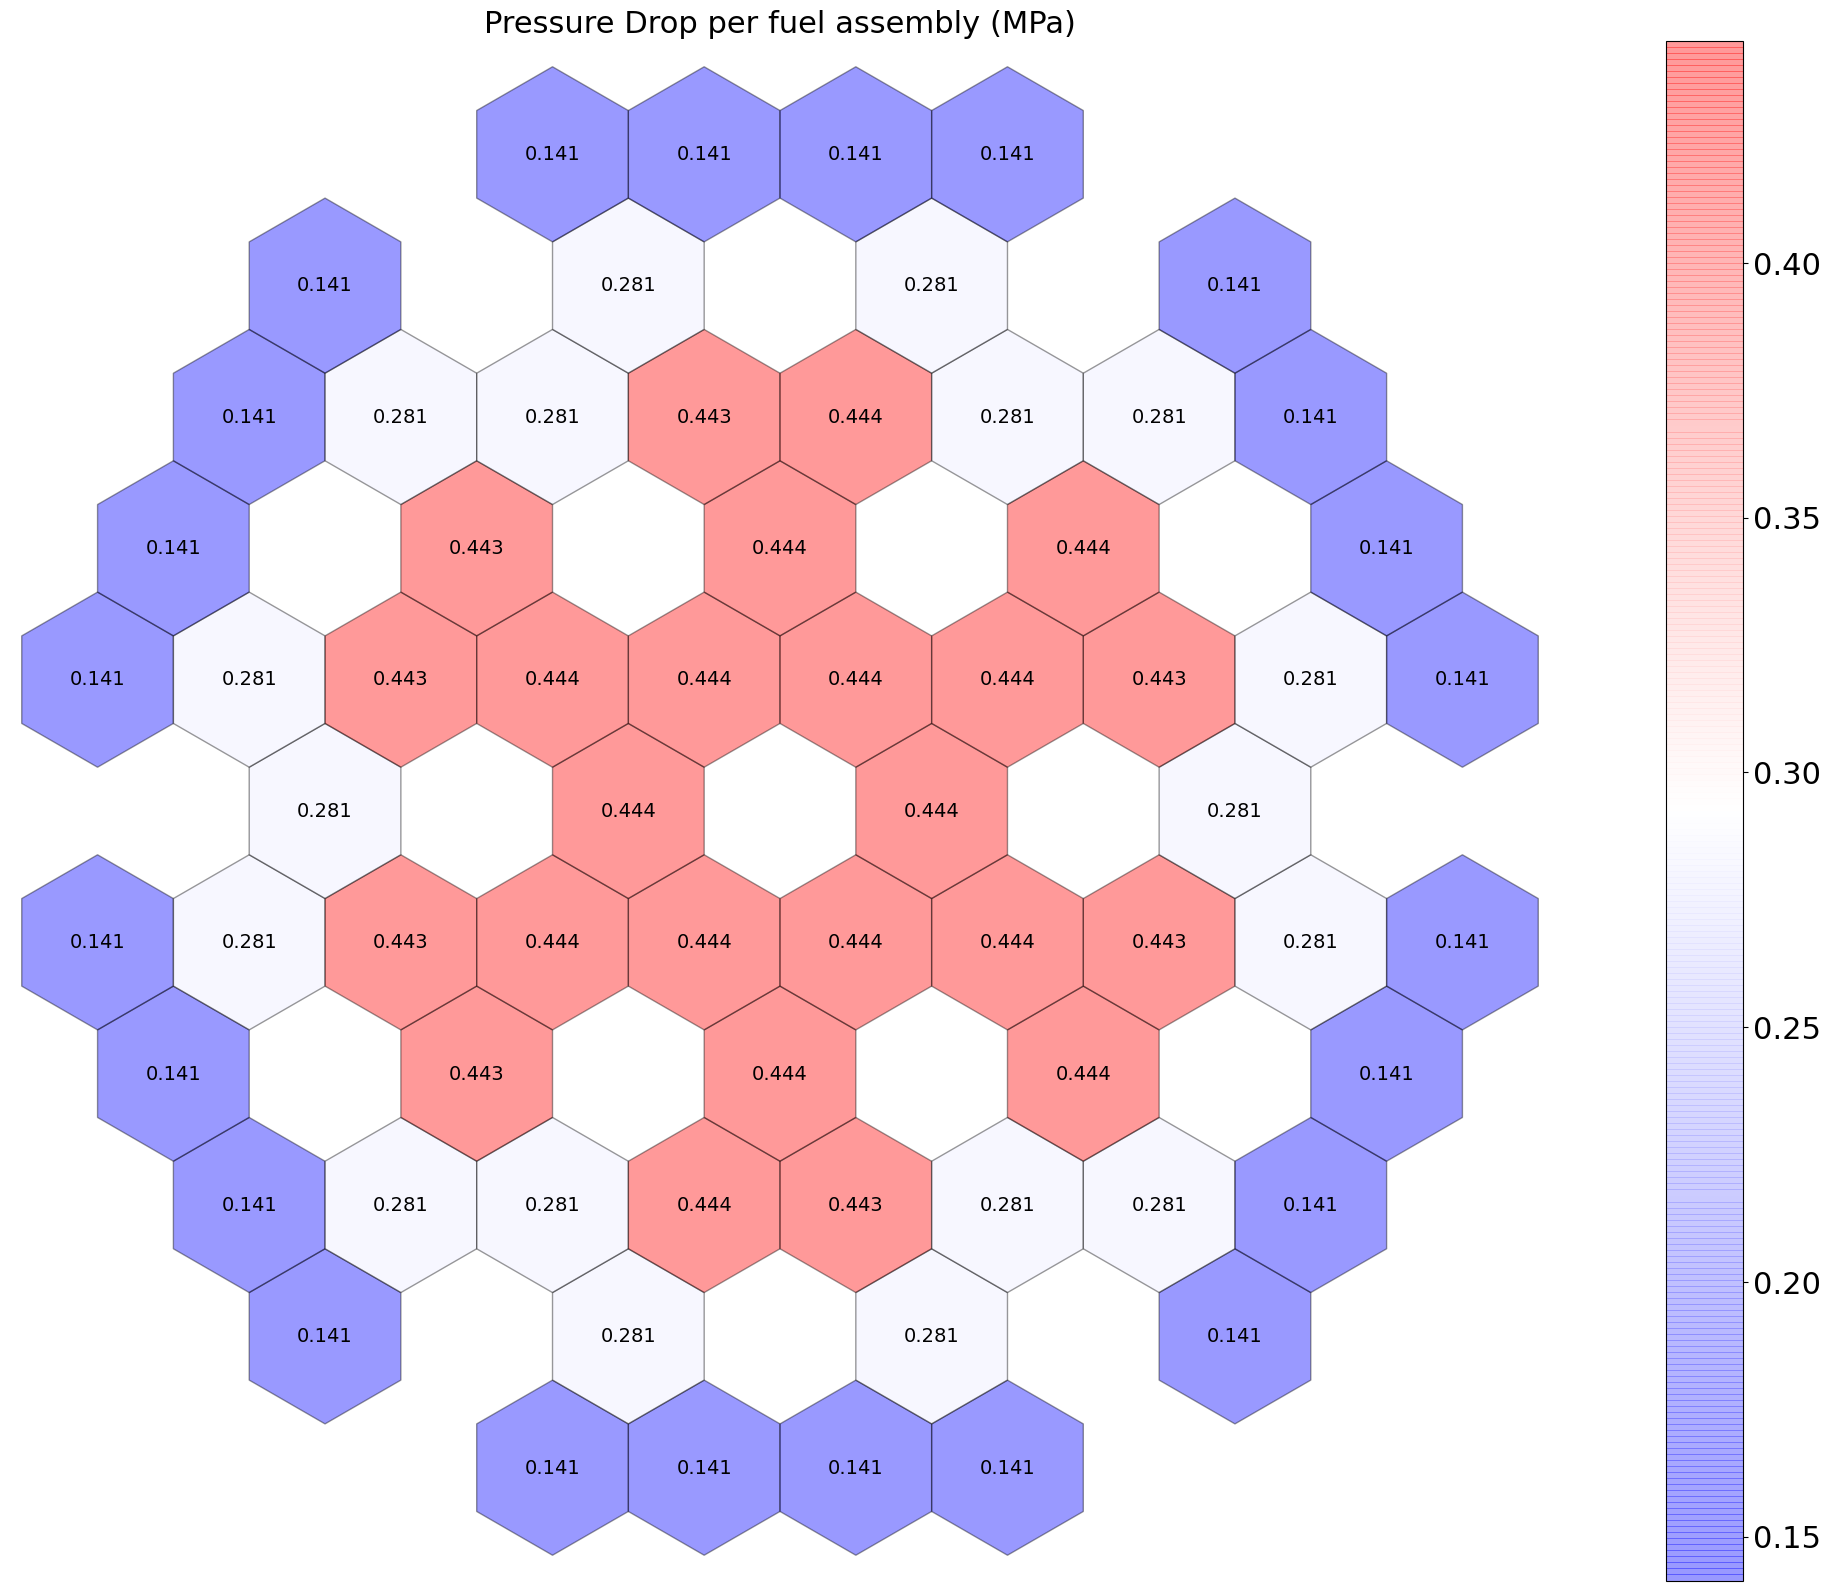 Pressure Drop per fuel assembly (MPa)
0.141 0.141 0.141 0.141
0.141 0.281 0.281 0.141
0.141 0.281 0.281 0.443 0.444 0.281 0.281 0.141
0.141 0.443 0.444 0.444 0.141
0.141 0.281 0.443 0.444 0.444 0.444 0.444 0.443 0.281 0.141
0.281 0.444 0.444 0.281
0.141 0.281 0.443 0.444 0.444 0.444 0.444 0.443 0.281 0.141
0.141 0.443 0.444 0.444 0.141
0.141 0.281 0.281 0.444 0.443 0.281 0.281 0.141
0.141 0.281 0.281 0.141
0.141 0.141 0.141 0.141
0.40
0.35
0.30
0.25
0.20
0.15